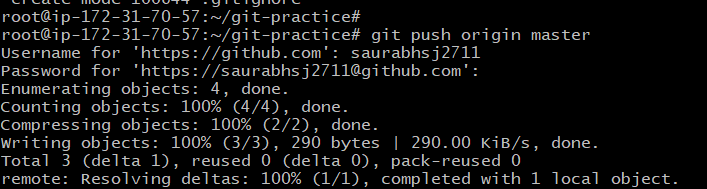 create mode 100644 .gitignore
root@ip-172-31-70-57:~/git-practice#
root@ip-172-31-70-57:~/git-practice# git push origin master
Username for 'https://github.com': saurabhsj2711
Password for 'https://saurabhsj2711@github.com':
Enumerating objects: 4, done.
Counting objects: 100% (4/4), done.
Compressing objects: 100% (2/2), done.
Writing objects: 100% (3/3), 290 bytes | 290.00 KiB/s, done.
Total 3 (delta 1), reused 0 (delta 0), pack-reused 0
remote: Resolving deltas: 100% (1/1), completed with 1 local object.